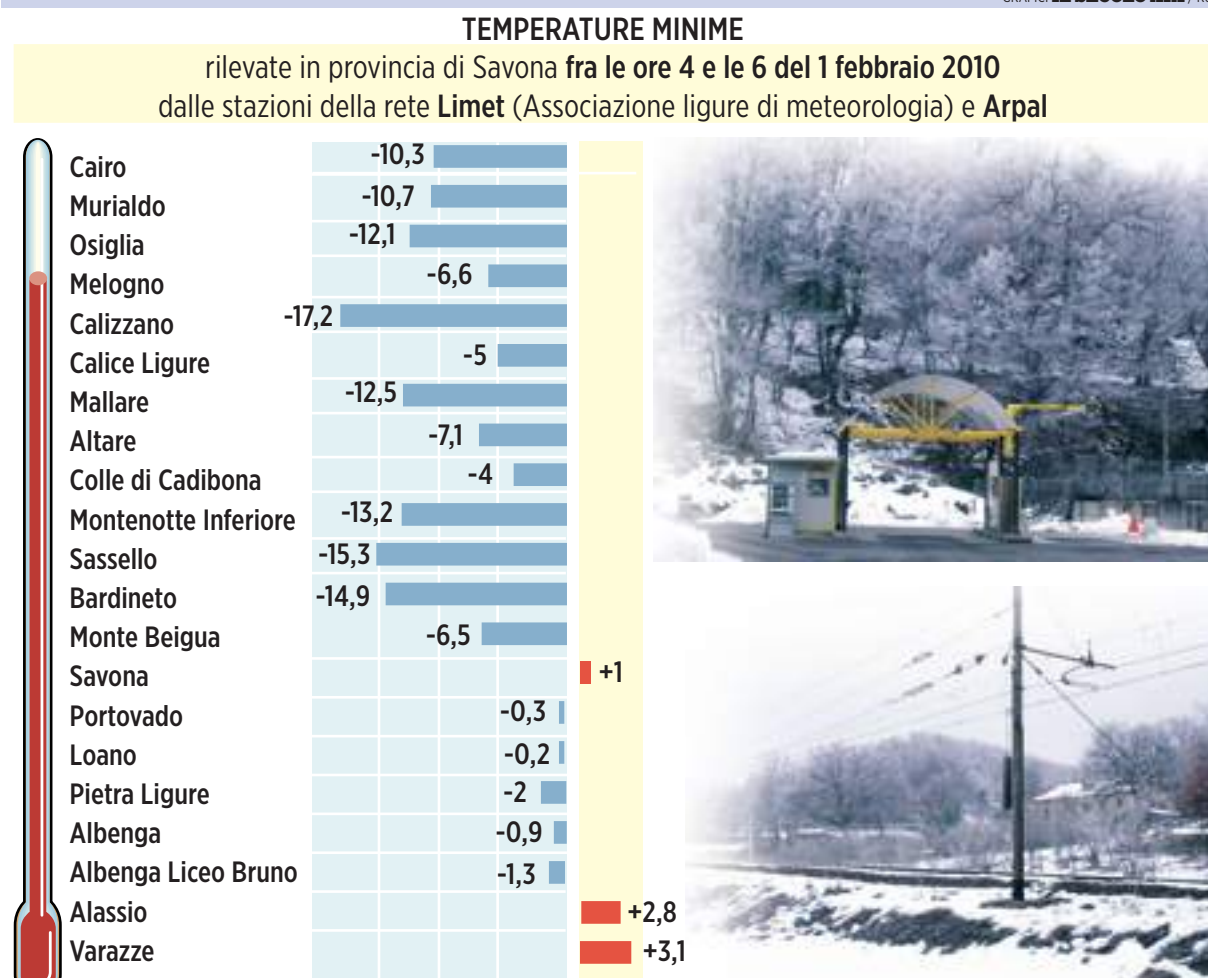 TEMPERATURE MINIME
rilevate in provincia di Savona fra le ore 4 e le 6 del 1 febbraio 2010
dalle stazioni della rete Limet (Associazione ligure di meteorologia) e Arpal
Cairo -10,3
Murialdo -10,7
Osiglia -12,1
Melogno -6,6
Calizzano -17,2
Calice Ligure -5
Mallare -12,5
Altare -7,1
Colle di Cadibona -4
Montenotte Inferiore -13,2
Sassello -15,3
Bardineto -14,9
Monte Beigua -6,5
Savona +1
Portovado -0,3
Loano -0,2
Pietra Ligure -2
Albenga -0,9
Albenga Liceo Bruno -1,3
Alassio +2,8
Varazze +3,1